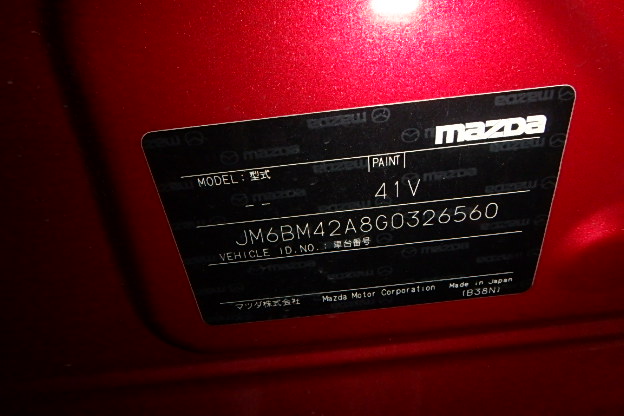 mazda
MODEL: 型式
PAINT
41V
JM6BM42A8G0326560
VEHICLE ID.NO.: 車台番号
マツダ株式会社 Mazda Motor Corporation Made in Japan
(B38N)